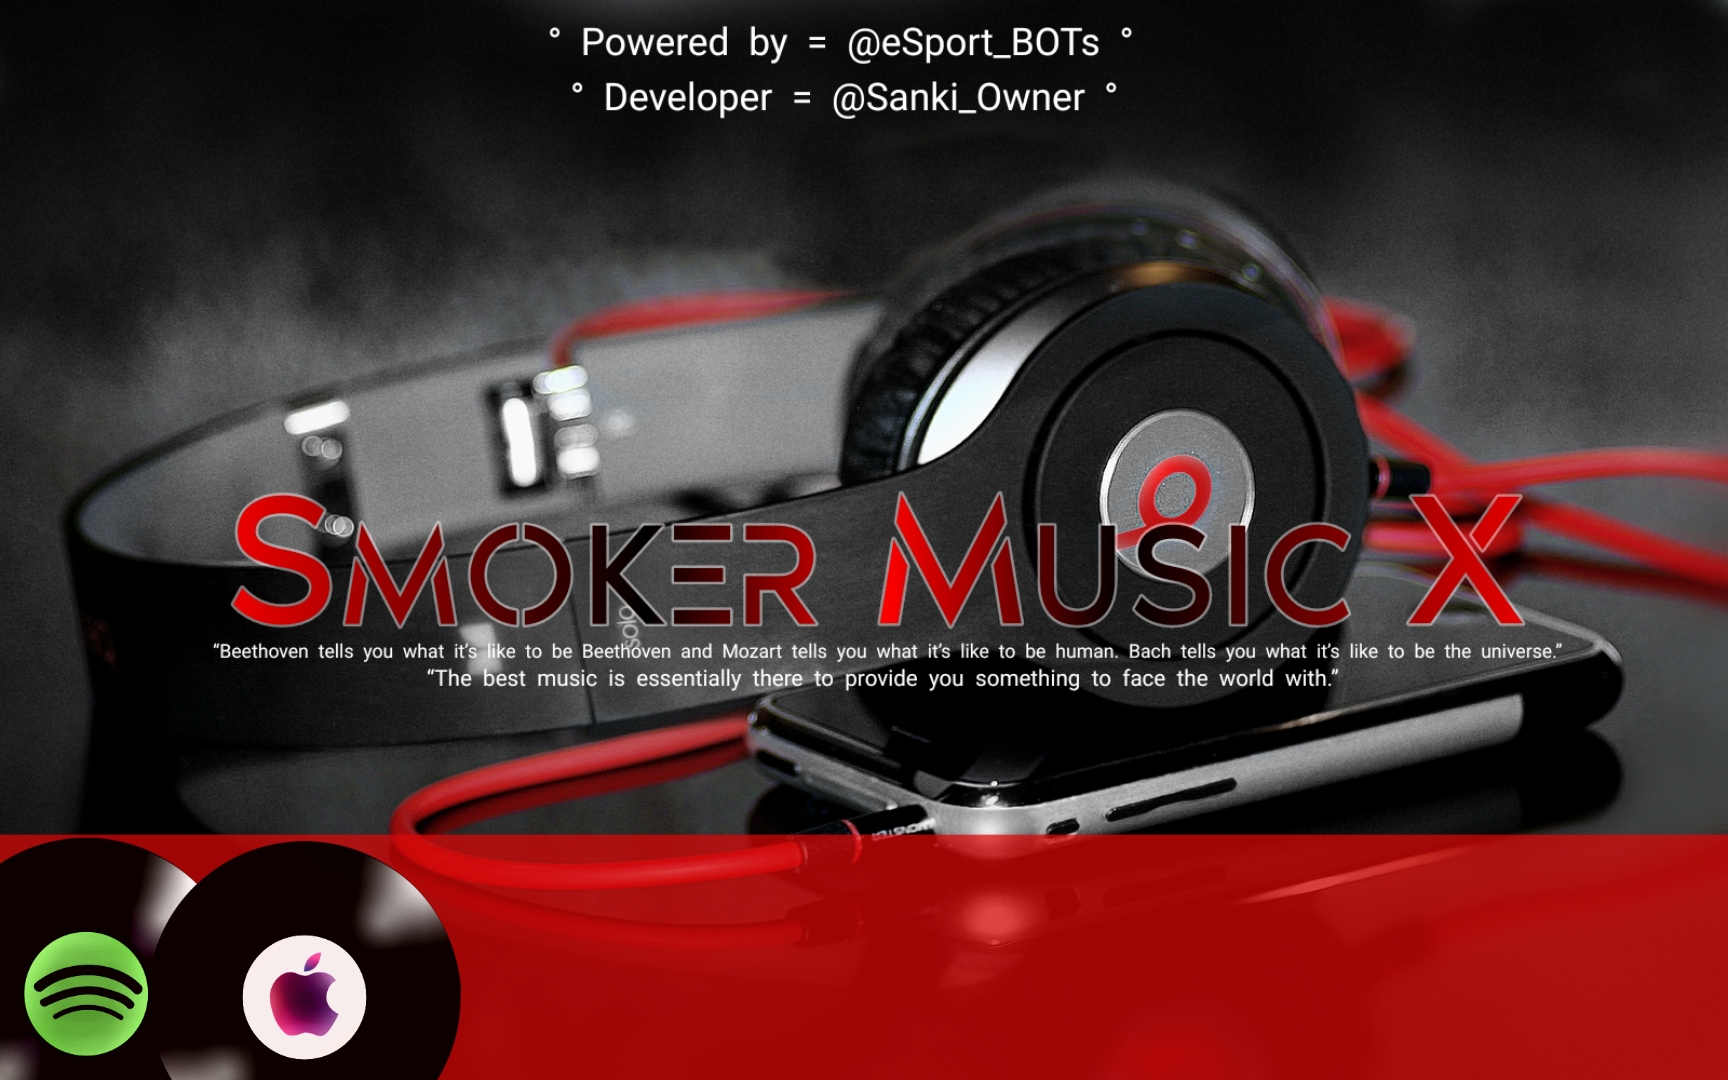 ° Powered by = @eSport_BOTs °
° Developer = @Sanki_Owner °
SMOKER MUSIC X
solo
“Beethoven tells you what it’s like to be Beethoven and Mozart tells you what it’s like to be human. Bach tells you what it’s like to be the universe.”
“The best music is essentially there to provide you something to face the world with.”
MONSTER